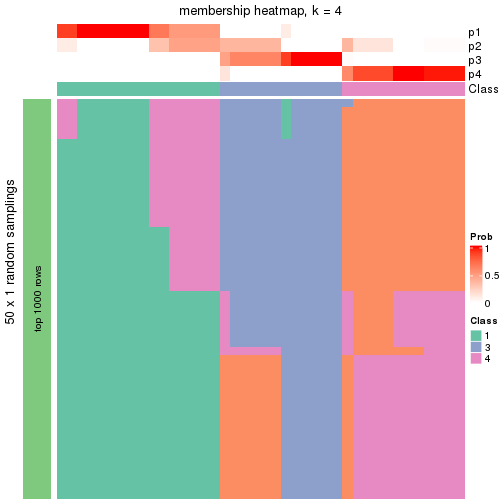 membership heatmap, k = 4
p1
p2
p3
p4
Class
50 x 1 random samplings
top 1000 rows
Prob
1
0.5
0
Class
1
3
4